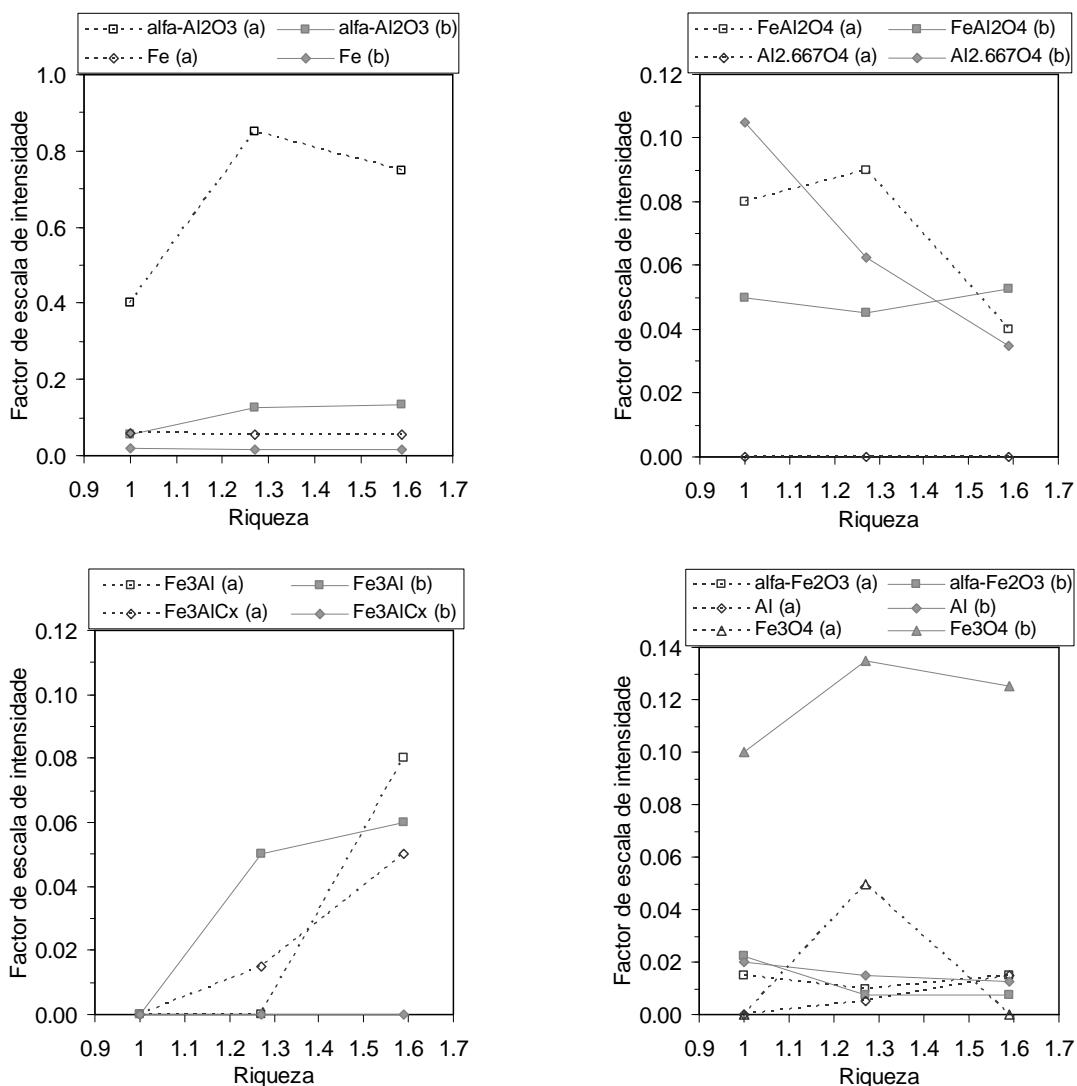 alfa-Al2O3 (a) alfa-Al2O3 (b)
Fe (a) Fe (b)
1.0
0.8
0.6
0.4
0.2
0.0
0.9 1 1.1 1.2 1.3 1.4 1.5 1.6 1.7
Riqueza
Factor de escala de intensidade
FeAl2O4 (a) FeAl2O4 (b)
Al2.667O4 (a) Al2.667O4 (b)
0.12
0.10
0.08
0.06
0.04
0.02
0.00
0.9 1 1.1 1.2 1.3 1.4 1.5 1.6 1.7
Riqueza
Factor de escala de intensidade
Fe3Al (a) Fe3Al (b)
Fe3AlCx (a) Fe3AlCx (b)
0.12
0.10
0.08
0.06
0.04
0.02
0.00
0.9 1 1.1 1.2 1.3 1.4 1.5 1.6 1.7
Riqueza
Factor de escala de intensidade
alfa-Fe2O3 (a) alfa-Fe2O3 (b)
Al (a) Al (b)
Fe3O4 (a) Fe3O4 (b)
0.14
0.12
0.10
0.08
0.06
0.04
0.02
0.00
0.9 1 1.1 1.2 1.3 1.4 1.5 1.6 1.7
Riqueza
Factor de escala de intensidade